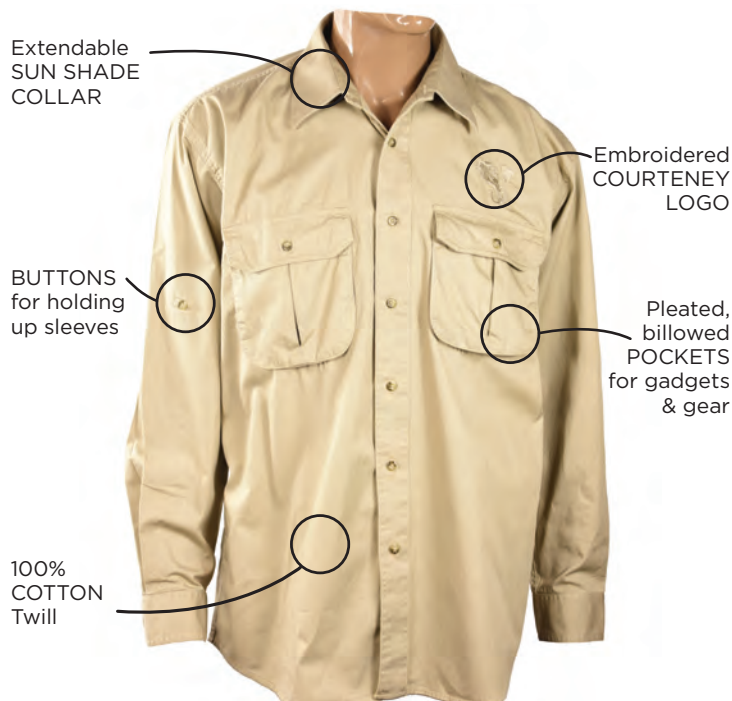 Extendable
SUN SHADE
COLLAR
Embroidered
COURTENEY
LOGO
BUTTONS
for holding
up sleeves
Pleated,
billowed
POCKETS
for gadgets
& gear
100%
COTTON
Twill